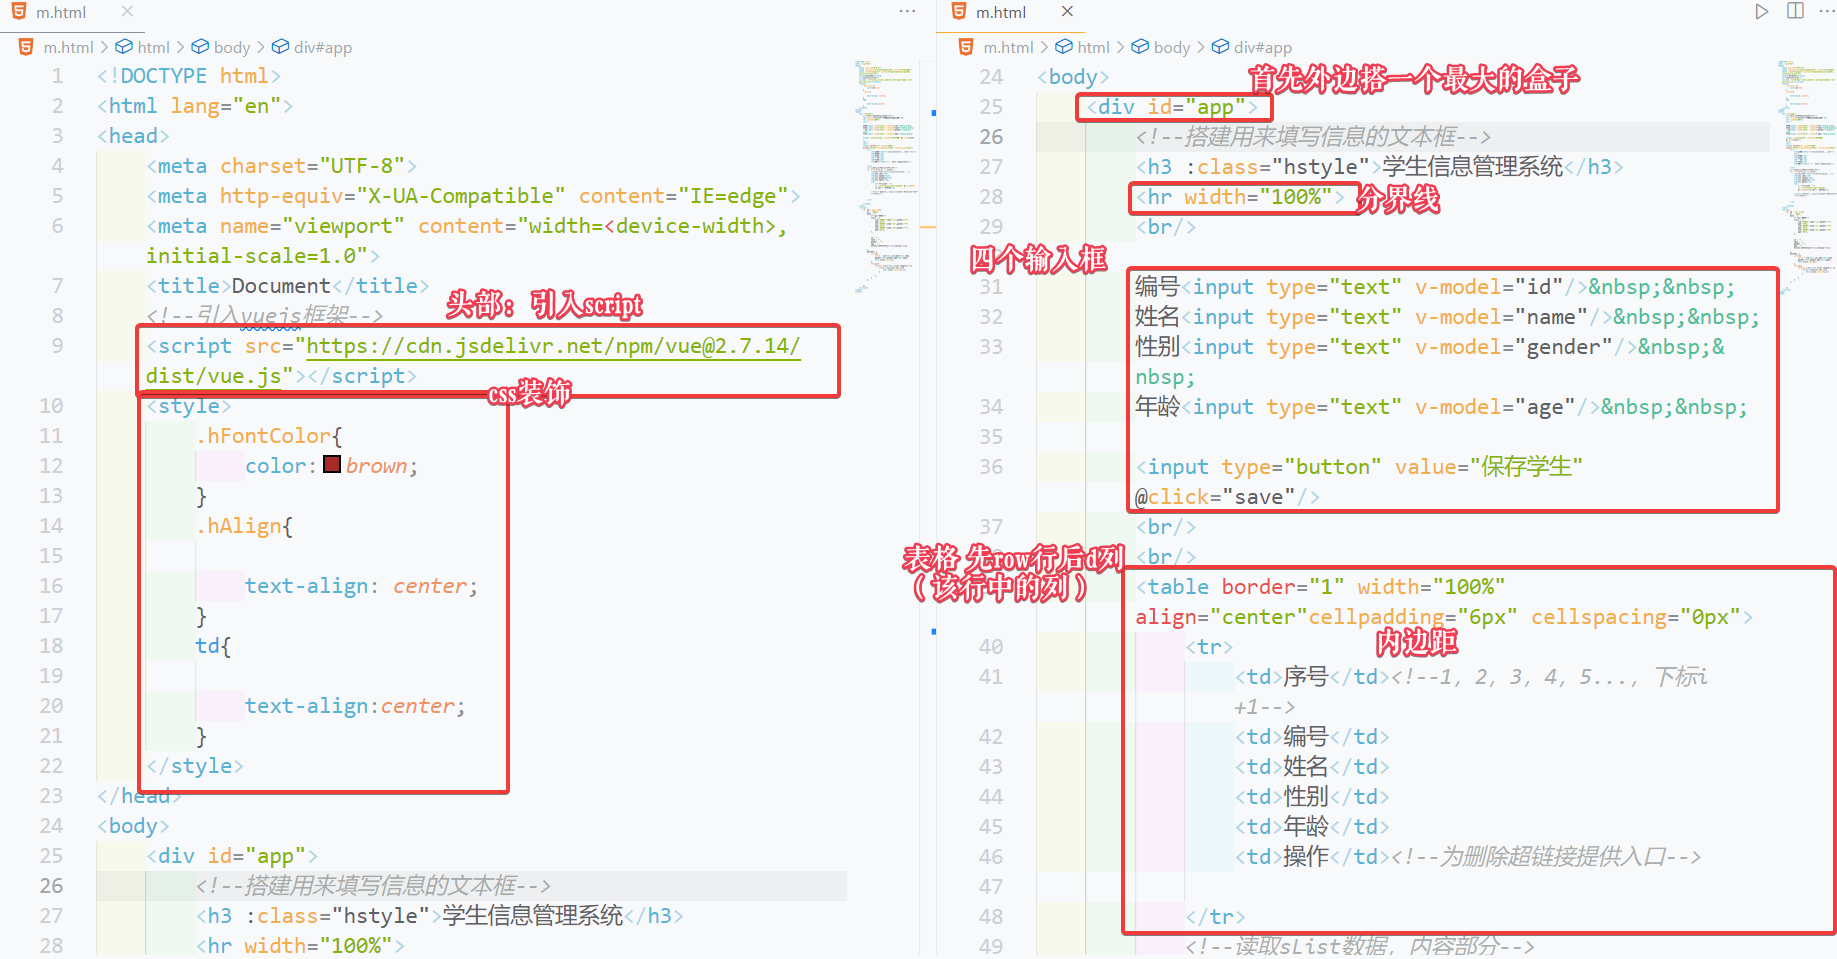 m.html
m.html > html > body > div#app
1 <!DOCTYPE html>
2 <html lang="en">
3 <head>
4 <meta charset="UTF-8">
5 <meta http-equiv="X-UA-Compatible" content="IE=edge">
6 <meta name="viewport" content="width=<device-width>,
initial-scale=1.0">
7 <title>Document</title>
头部：引入script
8 <!--引入vuejs框架-->
9 <script src="https://cdn.jsdelivr.net/npm/vue@2.7.14/
dist/vue.js"></script>
css装饰
10 <style>
11 .hFontColor{
12 color: brown;
13 }
14 .hAlign{
15
16 text-align: center;
17 }
18 td{
19
20 text-align:center;
21 }
22 </style>
23 </head>
24 <body>
25 <div id="app">
26 <!--搭建用来填写信息的文本框-->
27 <h3 :class="hstyle">学生信息管理系统</h3>
28 <hr width="100%">
m.html
m.html > html > body > div#app
24 <body>
首先外边搭一个最大的盒子
25 <div id="app">
26 <!--搭建用来填写信息的文本框-->
27 <h3 :class="hstyle">学生信息管理系统</h3>
28 <hr width="100%">
分界线
29 <br/>
四个输入框
31 编号<input type="text" v-model="id"/>&nbsp;&nbsp;
32 姓名<input type="text" v-model="name"/>&nbsp;&nbsp;
33 性别<input type="text" v-model="gender"/>&nbsp;&
nbsp;
34 年龄<input type="text" v-model="age"/>&nbsp;&nbsp;
35
36 <input type="button" value="保存学生"
@click="save"/>
37 <br/>
<br/>
表格 先row行后d列
（该行中的列）
<table border="1" width="100%"
align="center"cellpadding="6px" cellspacing="0px">
内边距
40 <tr>
41 <td>序号</td><!--1, 2, 3, 4, 5..., 下标i
+1-->
42 <td>编号</td>
43 <td>姓名</td>
44 <td>性别</td>
45 <td>年龄</td>
46 <td>操作</td><!--为删除超链接提供入口-->
47
48 </tr>
49 <!--读取sList数据, 内容部分-->